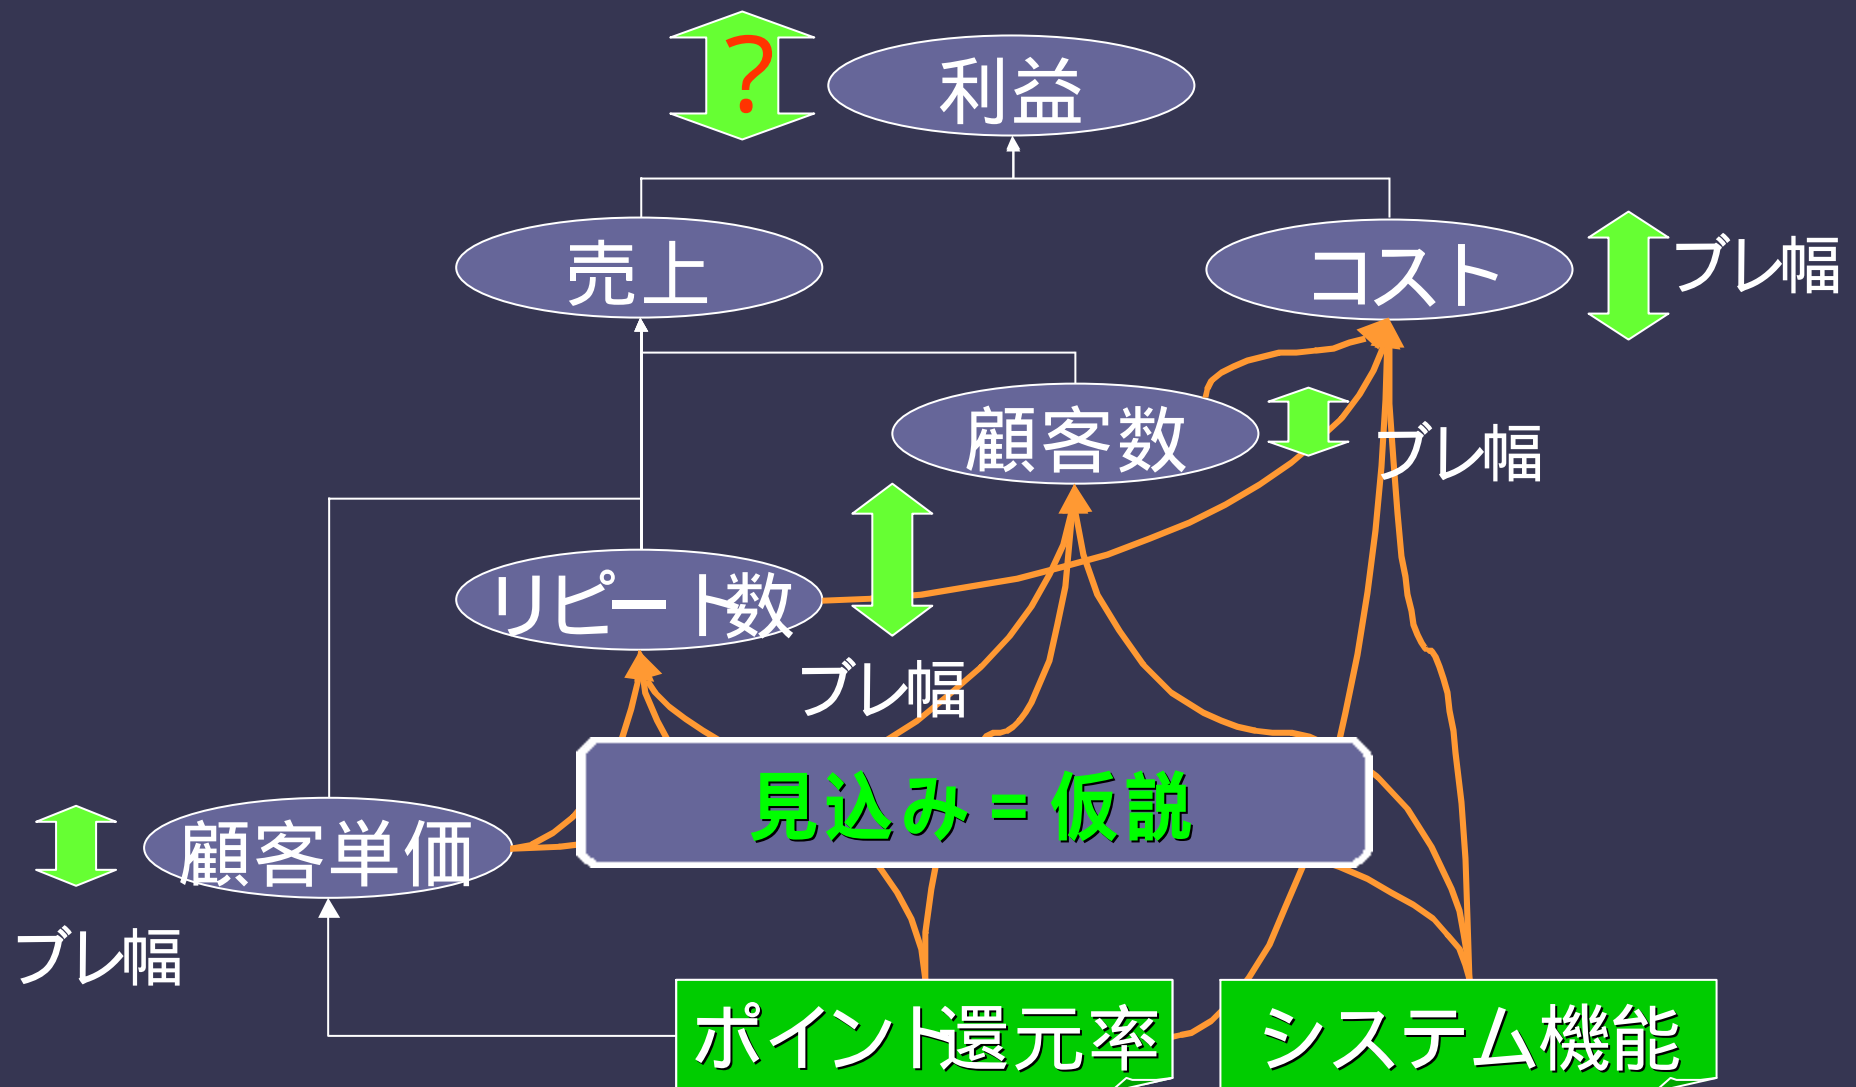 ?
利益
売上
コスト
ブレ幅
顧客数
ブレ幅
リピート数
ブレ幅
見込み=仮説
顧客単価
ブレ幅
ポイント還元率
システム機能